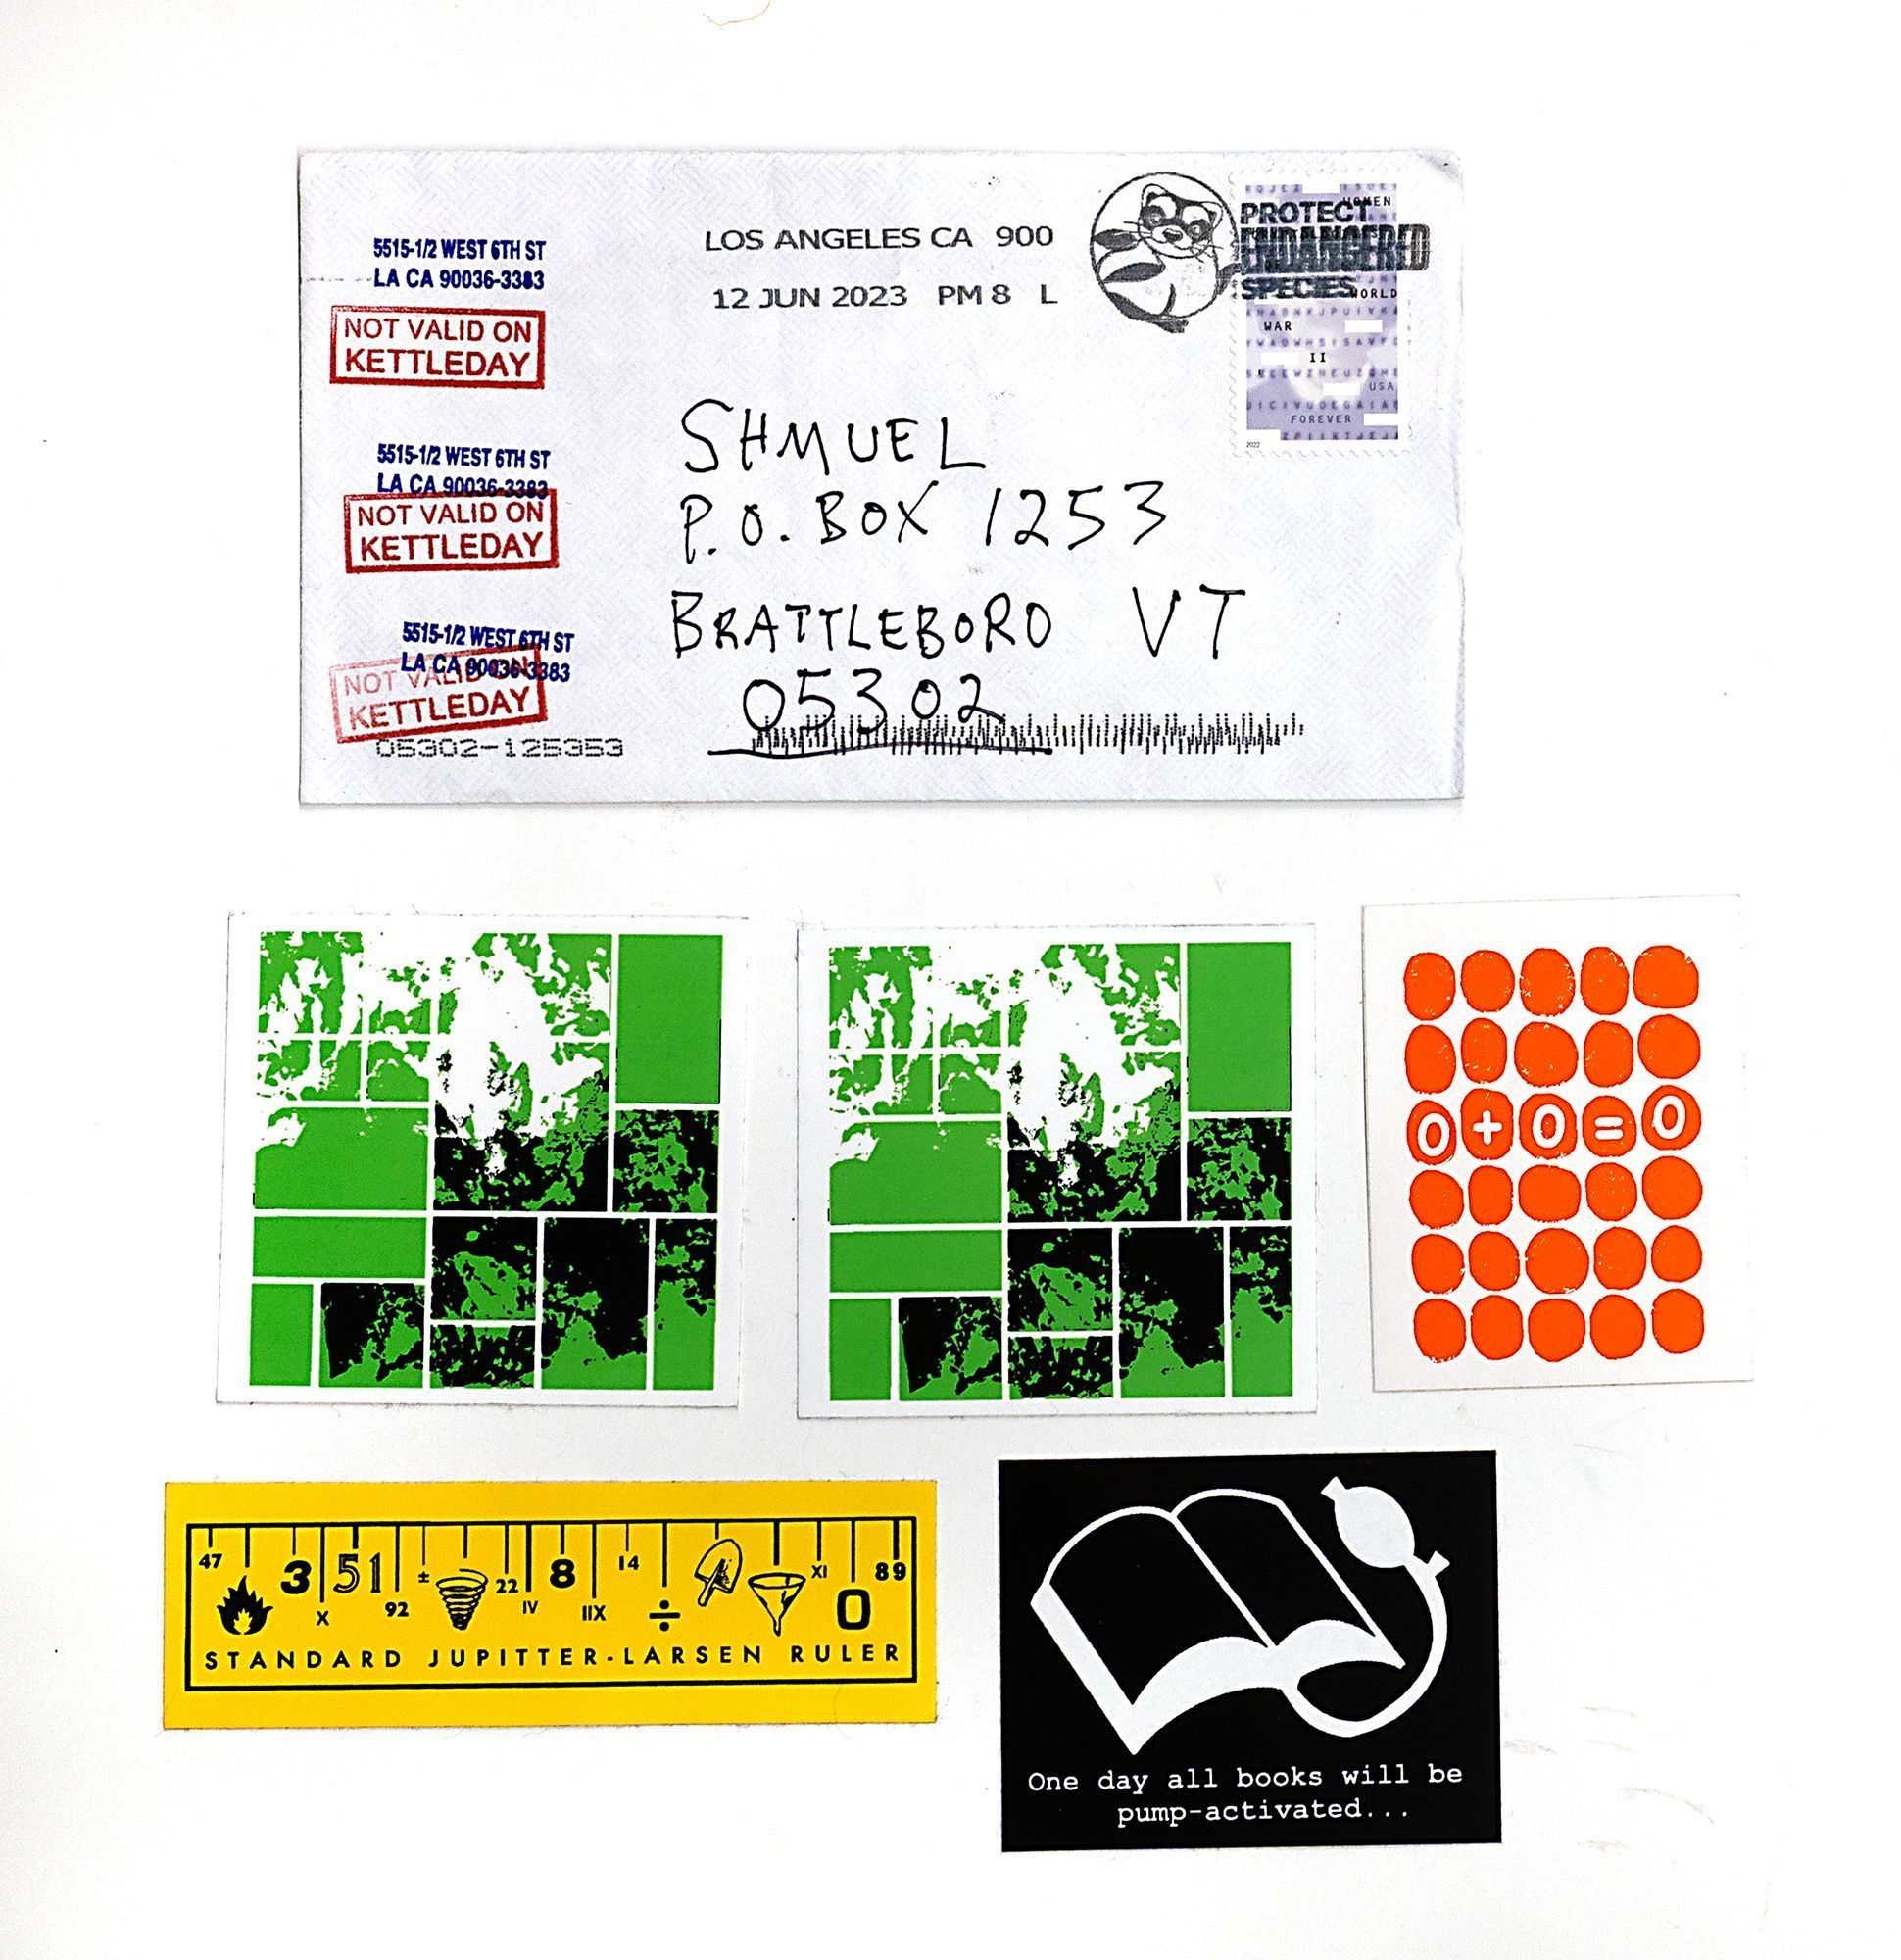 5515-1/2 WEST 6TH ST
LA CA 90036-3383
NOT VALID ON
KETTLEDAY
5515-1/2 WEST 6TH ST
LA CA 90036-3383
NOT VALID ON
KETTLEDAY
5515-1/2 WEST 6TH ST
LA CA 90036-3383
NOT VALID ON
KETTLEDAY
05302-125353
LOS ANGELES CA 900
12 JUN 2023 PM 8 L
PROTECT
ENDANGERED
SPECIES
WOMEN
WORLD
WAR
II
USA
FOREVER
2022
SHMUEL
P.O. BOX 1253
BRATTLEBORO VT
05302
0+0=0
47 3 51 ± 22 8 14 XI 89
X 92 IV IIX ÷ 0
STANDARD JUPITTER-LARSEN RULER
One day all books will be
pump-activated...